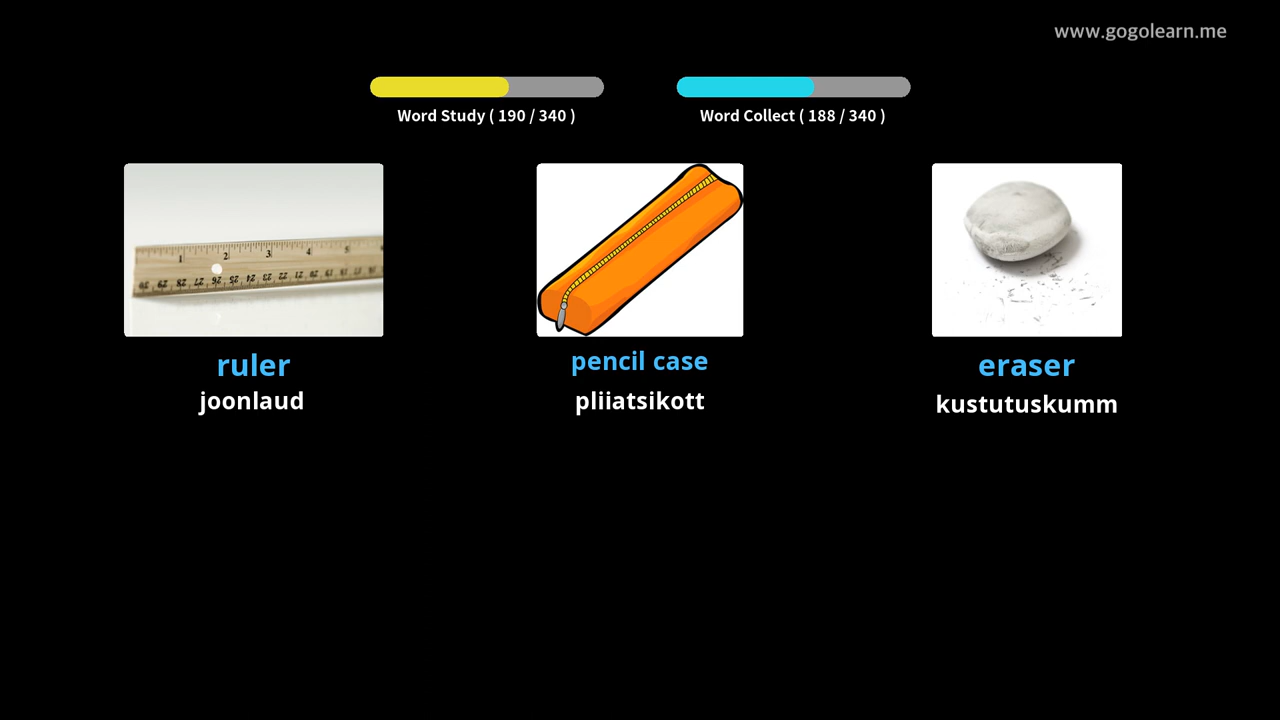 www.gogolearn.me
Word Study ( 190 / 340 )
Word Collect ( 188 / 340 )
ruler
joonlaud
pencil case
pliiatsikott
eraser
kustutuskumm